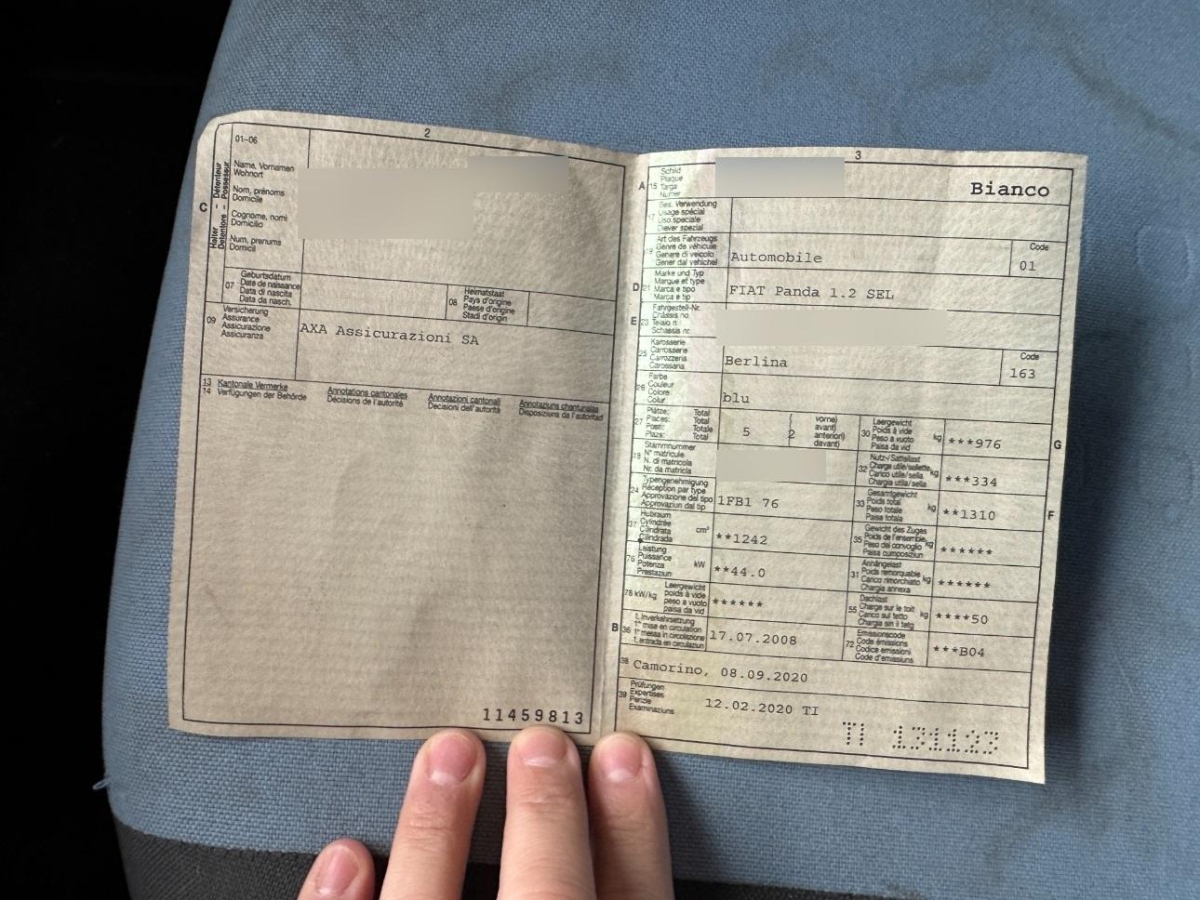 2
01-06
C
Halter - Détenteur
Detentore - Possessur
Name, Vornamen
Wohnort
Nom, prénoms
Domicile
Cognome, nomi
Domicilio
Num, prenums
Domicil
07
Geburtsdatum
Date de naissance
Data di nascita
Data da nasch.
08
Heimatstaat
Pays d'origine
Paese d'origine
Stadi d'origin
09
Versicherung
Assurance
Assicurazione
Assicuranza
AXA Assicurazioni SA
13 Kantonale Vermerke
14 Verfügungen der Behörde
Annotations cantonales
Décisions de l'autorité
Annotazioni cantonali
Decisioni dell'autorità
Annotaziuns chantunalas
Disposiziuns da l'autoritad
11459813
3
A 15
Schild
Plaque
Targa
Numer
Bianco
17
Bes. Verwendung
Usage spécial
Uso speciale
Diever spezial
19
Art des Fahrzeugs
Genre de véhicule
Genere di veicolo
Gener dal vehichel
Automobile
Code
01
D 21
Marke und Typ
Marque et type
Marca e tipo
Marca e tip
FIAT Panda 1.2 SEL
E 23
Fahrgestell-Nr.
Châssis no
Telaio n.
Schassis nr.
25
Karosserie
Carrosserie
Carrozzeria
Carossaria
Berlina
Code
163
26
Farbe
Couleur
Colore
Colur
blu
27
Plätze: Total
Places: Total
Posti: Totale
Plazs: Total
5
2
vorne)
avant)
anteriori)
davant)
30
Leergewicht
Poids à vide
Peso a vuoto
Paisa da vid
kg
***976
G
18
Stammnummer
N° matricule
N. di matricola
Nr. da matricla
32
Nutz-/Sattellast
Charge utile/sellette
Carico utile/sella
Chargia utila/sella
kg
***334
24
Typengenehmigung
Réception par type
Approvazione del tipo
Approvaziun dal tip
1FB1 76
33
Gesamtgewicht
Poids total
Peso totale
Paisa totala
kg
**1310
F
37
Hubraum
Cylindrée
Cilindrata
Cilindrada
cm³
**1242
35
Gewicht des Zuges
Poids de l'ensemble
Peso del convoglio
Paisa cumposiziun
kg
******
76
Leistung
Puissance
Potenza
Prestaziun
kW
**44.0
31
Anhängelast
Poids remorquable
Carico rimorchiato
Chargia annexa
kg
******
78 kW/kg
Leergewicht
poids à vide
peso a vuoto
paisa da vid
******
55
Dachlast
Charge sur le toit
Carico sul tetto
Chargia sin il tetg
kg
****50
B 36
1. Inverkehrsetzung
1re mise en circulation
1a messa in circolazione
1. entrada en circulaziun
17.07.2008
72
Emissionscode
Code émissions
Codice emissioni
Code d'emissiuns
***B04
38 Camorino, 08.09.2020
39
Prüfungen
Expertises
Perizie
Examinaziuns
12.02.2020 TI
TI 131123